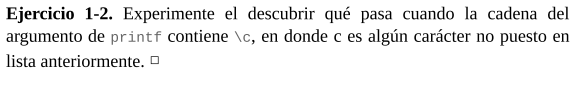 Ejercicio 1-2. Experimente el descubrir qué pasa cuando la cadena del
argumento de printf contiene \c, en donde c es algún carácter no puesto en
lista anteriormente. □